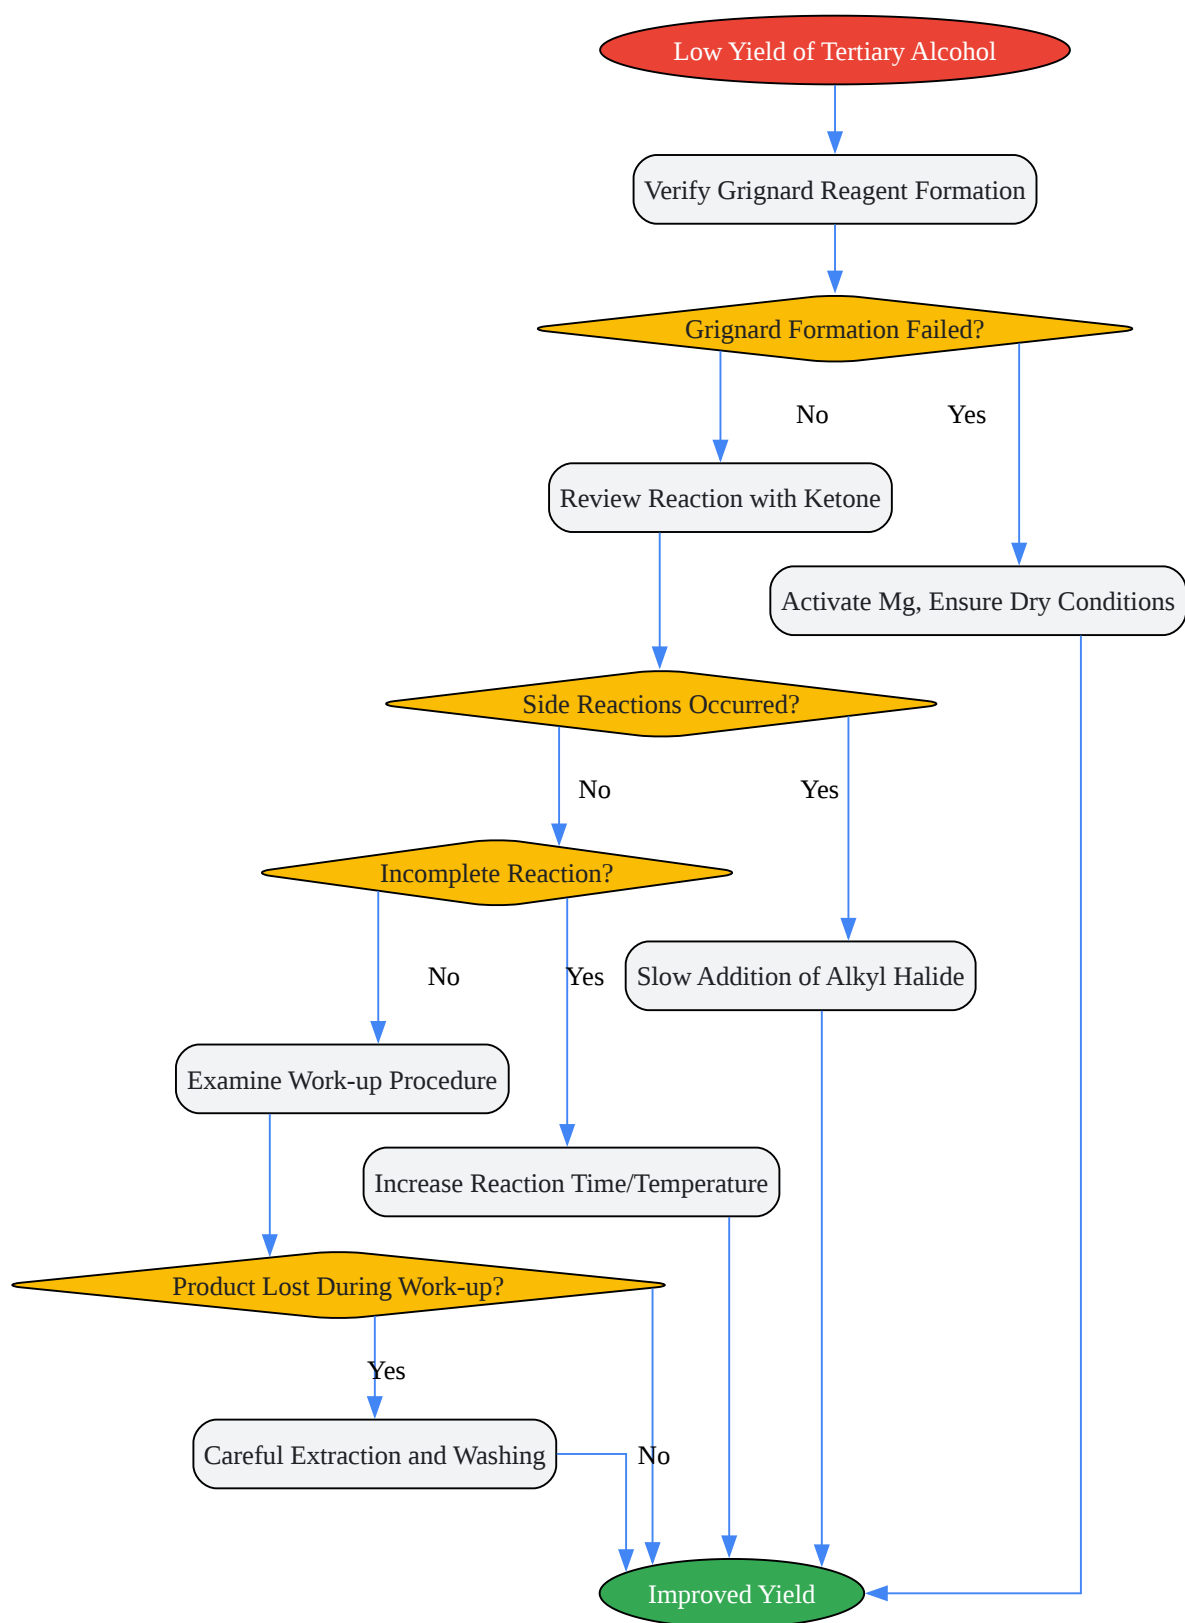 Low Yield of Tertiary Alcohol
Verify Grignard Reagent Formation
Grignard Formation Failed?
No
Yes
Review Reaction with Ketone
Activate Mg, Ensure Dry Conditions
Side Reactions Occurred?
No
Yes
Incomplete Reaction?
No
Yes
Slow Addition of Alkyl Halide
Examine Work-up Procedure
Increase Reaction Time/Temperature
Product Lost During Work-up?
Yes
Careful Extraction and Washing
No
Improved Yield